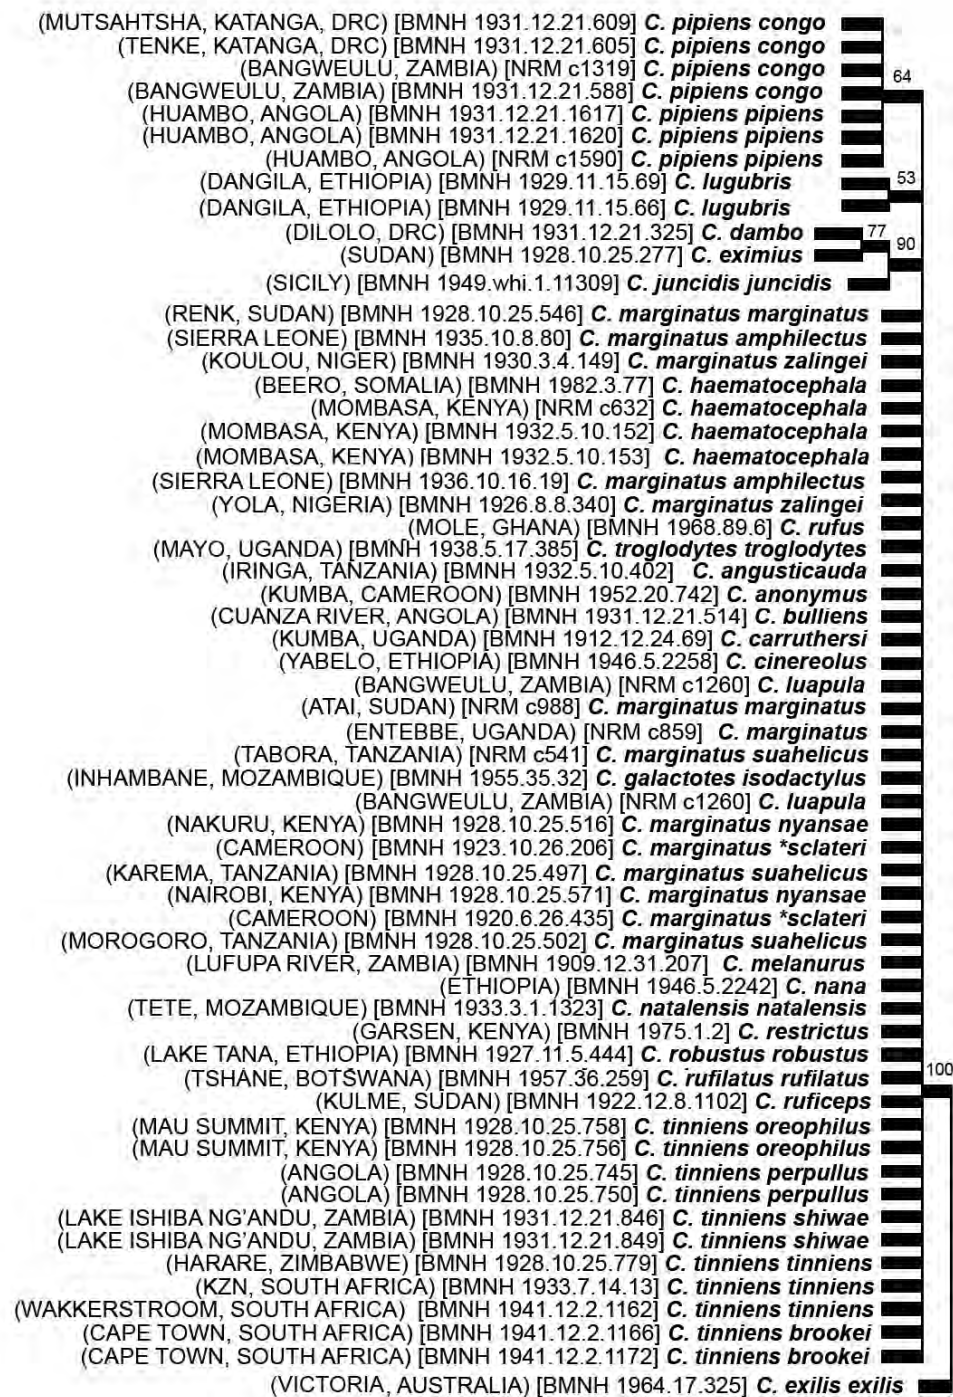 (MUTSAHTSHA, KATANGA, DRC) [BMNH 1931.12.21.609] C. pipiens congo
(TENKE, KATANGA, DRC) [BMNH 1931.12.21.605] C. pipiens congo
(BANGWEULU, ZAMBIA) [NRM c1319] C. pipiens congo
64
(BANGWEULU, ZAMBIA) [BMNH 1931.12.21.588] C. pipiens congo
(HUAMBO, ANGOLA) [BMNH 1931.12.21.1617] C. pipiens pipiens
(HUAMBO, ANGOLA) [BMNH 1931.12.21.1620] C. pipiens pipiens
(HUAMBO, ANGOLA) [NRM c1590] C. pipiens pipiens
(DANGILA, ETHIOPIA) [BMNH 1929.11.15.69] C. lugubris 53
(DANGILA, ETHIOPIA) [BMNH 1929.11.15.66] C. lugubris
(DILOLO, DRC) [BMNH 1931.12.21.325] C. dambo 77
90
(SUDAN) [BMNH 1928.10.25.277] C. eximius
(SICILY) [BMNH 1949.whi.1.11309] C. juncidis juncidis
(RENK, SUDAN) [BMNH 1928.10.25.546] C. marginatus marginatus
(SIERRA LEONE) [BMNH 1935.10.8.80] C. marginatus amphilectus
(KOULOU, NIGER) [BMNH 1930.3.4.149] C. marginatus zalingei
(BEERO, SOMALIA) [BMNH 1982.3.77] C. haematocephala
(MOMBASA, KENYA) [NRM c632] C. haematocephala
(MOMBASA, KENYA) [BMNH 1932.5.10.152] C. haematocephala
(MOMBASA, KENYA) [BMNH 1932.5.10.153] C. haematocephala
(SIERRA LEONE) [BMNH 1936.10.16.19] C. marginatus amphilectus
(YOLA, NIGERIA) [BMNH 1926.8.8.340] C. marginatus zalingei
(MOLE, GHANA) [BMNH 1968.89.6] C. rufus
(MAYO, UGANDA) [BMNH 1938.5.17.385] C. troglodytes troglodytes
(IRINGA, TANZANIA) [BMNH 1932.5.10.402] C. angusticauda
(KUMBA, CAMEROON) [BMNH 1952.20.742] C. anonymus
(CUANZA RIVER, ANGOLA) [BMNH 1931.12.21.514] C. bulliens
(KUMBA, UGANDA) [BMNH 1912.12.24.69] C. carruthersi
(YABELO, ETHIOPIA) [BMNH 1946.5.2258] C. cinereolus
(BANGWEULU, ZAMBIA) [NRM c1260] C. luapula
(ATAI, SUDAN) [NRM c988] C. marginatus marginatus
(ENTEBBE, UGANDA) [NRM c859] C. marginatus
(TABORA, TANZANIA) [NRM c541] C. marginatus suahelicus
(INHAMBANE, MOZAMBIQUE) [BMNH 1955.35.32] C. galactotes isodactylus
(BANGWEULU, ZAMBIA) [NRM c1260] C. luapula
(NAKURU, KENYA) [BMNH 1928.10.25.516] C. marginatus nyansae
(CAMEROON) [BMNH 1923.10.26.206] C. marginatus *sclateri
(KAREMA, TANZANIA) [BMNH 1928.10.25.497] C. marginatus suahelicus
(NAIROBI, KENYA) [BMNH 1928.10.25.571] C. marginatus nyansae
(CAMEROON) [BMNH 1920.6.26.435] C. marginatus *sclateri
(MOROGORO, TANZANIA) [BMNH 1928.10.25.502] C. marginatus suahelicus
(LUFUPA RIVER, ZAMBIA) [BMNH 1909.12.31.207] C. melanurus
(ETHIOPIA) [BMNH 1946.5.2242] C. nana
(TETE, MOZAMBIQUE) [BMNH 1933.3.1.1323] C. natalensis natalensis
(GARSEN, KENYA) [BMNH 1975.1.2] C. restrictus
(LAKE TANA, ETHIOPIA) [BMNH 1927.11.5.444] C. robustus robustus
100
(TSHANE, BOTSWANA) [BMNH 1957.36.259] C. rufilatus rufilatus
(KULME, SUDAN) [BMNH 1922.12.8.1102] C. ruficeps
(MAU SUMMIT, KENYA) [BMNH 1928.10.25.758] C. tinniens oreophilus
(MAU SUMMIT, KENYA) [BMNH 1928.10.25.756] C. tinniens oreophilus
(ANGOLA) [BMNH 1928.10.25.745] C. tinniens perpullus
(ANGOLA) [BMNH 1928.10.25.750] C. tinniens perpullus
(LAKE ISHIBA NG'ANDU, ZAMBIA) [BMNH 1931.12.21.846] C. tinniens shiwae
(LAKE ISHIBA NG'ANDU, ZAMBIA) [BMNH 1931.12.21.849] C. tinniens shiwae
(HARARE, ZIMBABWE) [BMNH 1928.10.25.779] C. tinniens tinniens
(KZN, SOUTH AFRICA) [BMNH 1933.7.14.13] C. tinniens tinniens
(WAKKERSTROOM, SOUTH AFRICA) [BMNH 1941.12.2.1162] C. tinniens tinniens
(CAPE TOWN, SOUTH AFRICA) [BMNH 1941.12.2.1166] C. tinniens brookei
(CAPE TOWN, SOUTH AFRICA) [BMNH 1941.12.2.1172] C. tinniens brookei
(VICTORIA, AUSTRALIA) [BMNH 1964.17.325] C. exilis exilis